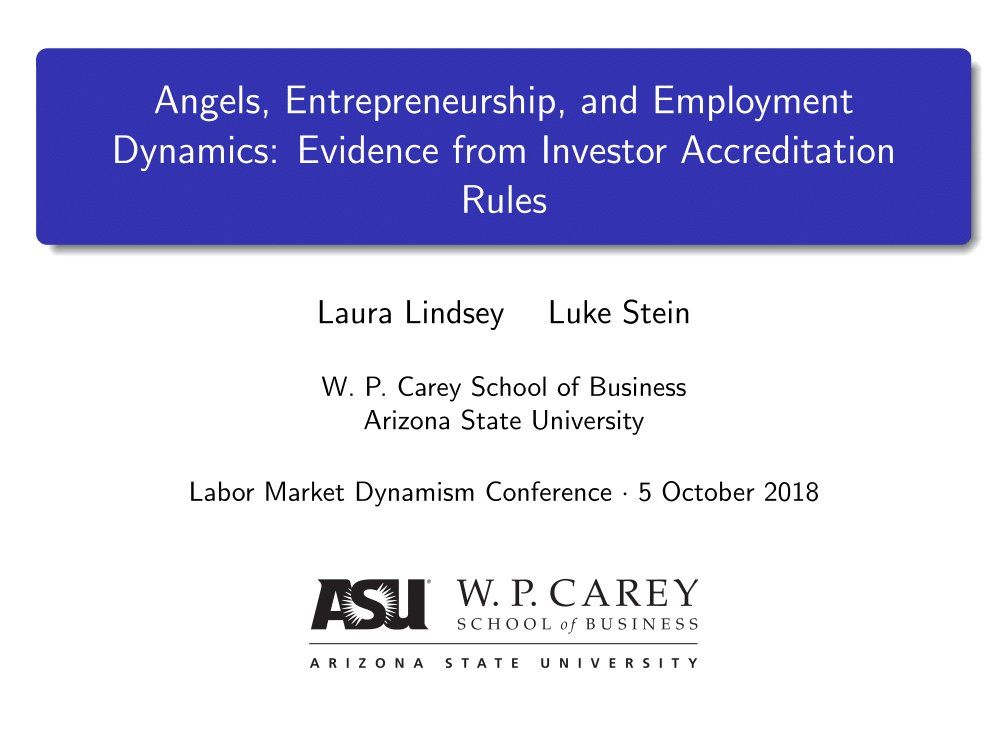 Angels, Entrepreneurship, and Employment
Dynamics: Evidence from Investor Accreditation
Rules
Laura Lindsey Luke Stein
W. P. Carey School of Business
Arizona State University
Labor Market Dynamism Conference · 5 October 2018
ASU® W. P. CAREY
SCHOOL of BUSINESS
ARIZONA STATE UNIVERSITY